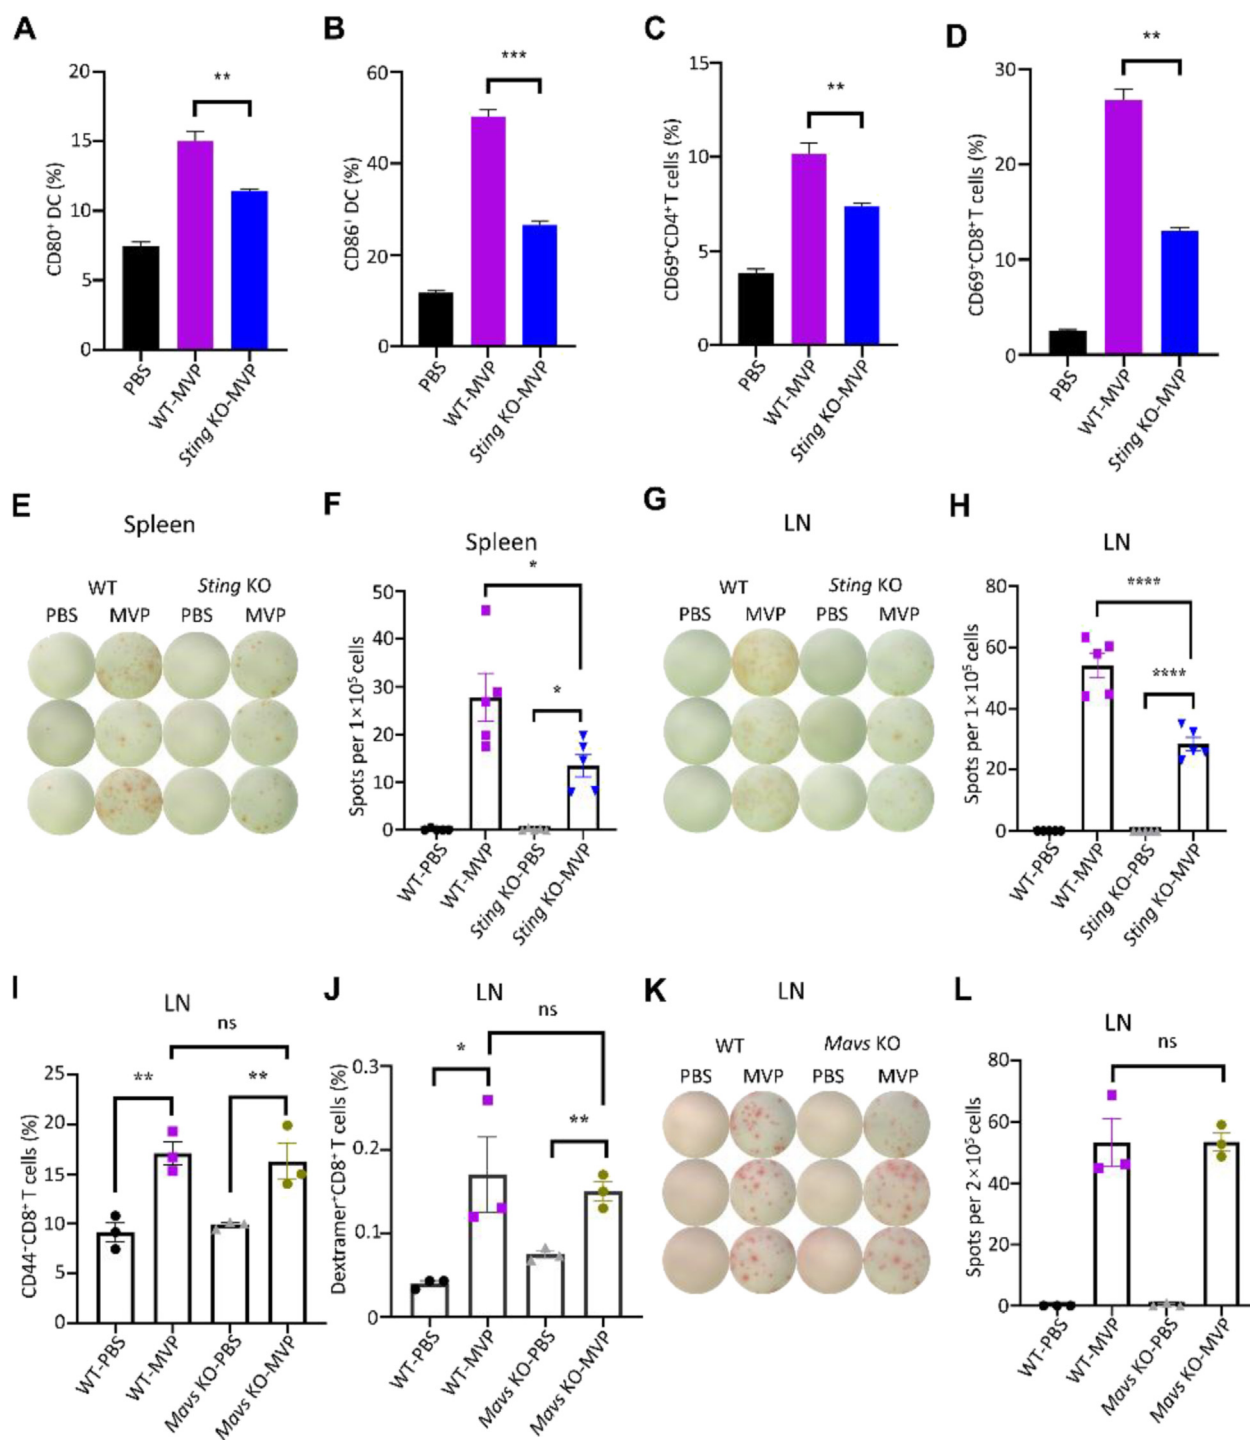 A
CD80⁺ DC (%)
20
15
10
5
0
**
PBS
WT-MVP
Sting KO-MVP
B
CD86⁺ DC (%)
60
40
20
0
***
PBS
WT-MVP
Sting KO-MVP
C
CD69⁺CD4⁺T cells (%)
15
10
5
0
**
PBS
WT-MVP
Sting KO-MVP
D
CD69⁺CD8⁺T cells (%)
30
20
10
0
**
PBS
WT-MVP
Sting KO-MVP
E
Spleen
WT
Sting KO
PBS MVP PBS MVP
F
Spleen
Spots per 1×10⁵ cells
50
40
30
20
10
0
*
*
WT-PBS
WT-MVP
Sting KO-PBS
Sting KO-MVP
G
LN
WT
Sting KO
PBS MVP PBS MVP
H
LN
Spots per 1×10⁵ cells
80
60
40
20
0
****
****
WT-PBS
WT-MVP
Sting KO-PBS
Sting KO-MVP
I
LN
CD44⁺CD8⁺ T cells (%)
25
20
15
10
5
0
ns
**
**
WT-PBS
WT-MVP
Mavs KO-PBS
Mavs KO-MVP
J
LN
Dextramer⁺CD8⁺ T cells (%)
0.3
0.2
0.1
0
ns
*
**
WT-PBS
WT-MVP
Mavs KO-PBS
Mavs KO-MVP
K
LN
WT
Mavs KO
PBS MVP PBS MVP
L
LN
Spots per 2×10⁵ cells
80
60
40
20
0
ns
WT-PBS
WT-MVP
Mavs KO-PBS
Mavs KO-MVP